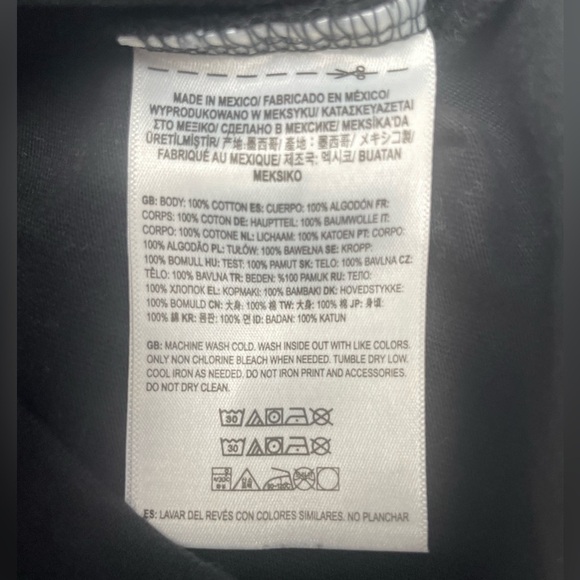 MADE IN MEXICO/ FABRICADO EN MÉXICO/
WYPRODUKOWANO W MEKSYKU/ ΚΑΤΑΣΚΕΥΑΖΕΤΑΙ
ΣΤΟ ΜΕΞΙΚΟ/ СДЕЛАНО В МЕКСИКЕ/ MEKSİKA'DA
ÜRETİLMİŞTİR/ 产地:墨西哥/ 產地:墨西哥/ メキシコ製/
FABRIQUÉ AU MEXIQUE/ 제조국: 멕시코/ BUATAN
MEKSIKO
GB: BODY: 100% COTTON ES: CUERPO: 100% ALGODÓN FR:
CORPS: 100% COTON DE: HAUPTTEIL: 100% BAUMWOLLE IT:
CORPO: 100% COTONE NL: LICHAAM: 100% KATOEN PT: CORPO:
100% ALGODÃO PL: TUŁÓW: 100% BAWEŁNA SE: KROPP:
100% BOMULL HU: TEST: 100% PAMUT SK: TELO: 100% BAVLNA CZ:
TĚLO: 100% BAVLNA TR: BEDEN: %100 PAMUK RU: ТЕЛО:
100% ХЛОПОК EL: ΚΟΡΜΑΚΙ: 100% ΒΑΜΒΑΚΙ DK: HOVEDSTYKKE:
100% BOMULD CN: 大身: 100% 棉 TW: 大身: 100% 棉 JP: 身頃:
100% 綿 KR: 원판: 100% 면 ID: BADAN: 100% KATUN
GB: MACHINE WASH COLD. WASH INSIDE OUT WITH LIKE COLORS.
ONLY NON CHLORINE BLEACH WHEN NEEDED. TUMBLE DRY LOW.
COOL IRON AS NEEDED. DO NOT IRON PRINT AND ACCESSORIES.
DO NOT DRY CLEAN.
30
30
ES: LAVAR DEL REVÉS CON COLORES SIMILARES. NO PLANCHAR